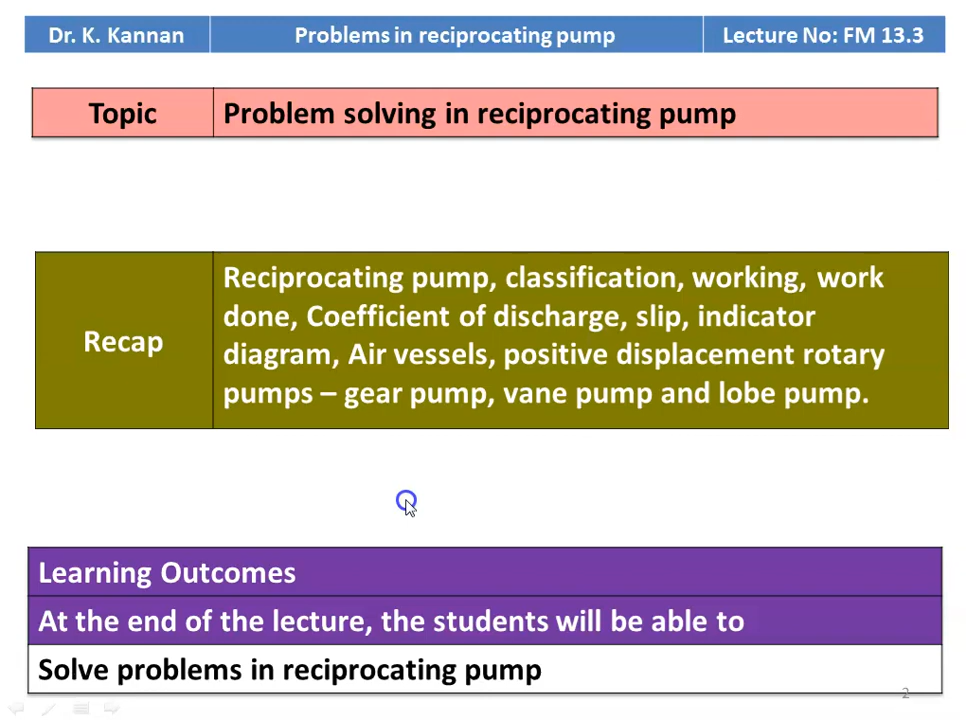 Dr. K. Kannan
Problems in reciprocating pump
Lecture No: FM 13.3
Topic
Problem solving in reciprocating pump
Recap
Reciprocating pump, classification, working, work
done, Coefficient of discharge, slip, indicator
diagram, Air vessels, positive displacement rotary
pumps – gear pump, vane pump and lobe pump.
Learning Outcomes
At the end of the lecture, the students will be able to
Solve problems in reciprocating pump
2